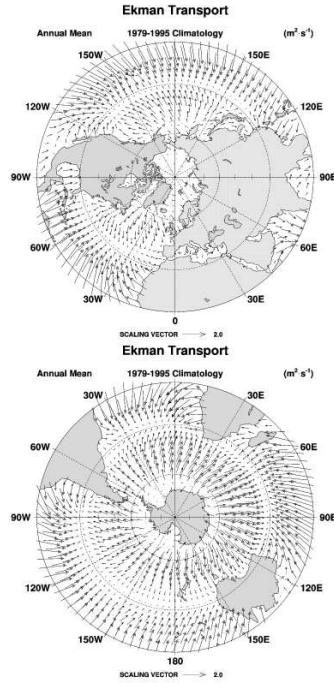 Ekman Transport
Annual Mean 1979-1995 Climatology (m² s⁻¹)
150W 150E
120W 120E
90W 90E
60W 60E
30W 30E
0
SCALING VECTOR 2.0
Ekman Transport
Annual Mean 1979-1995 Climatology (m² s⁻¹)
30W 30E
60W 60E
90W 90E
120W 120E
150W 150E
180
SCALING VECTOR 2.0